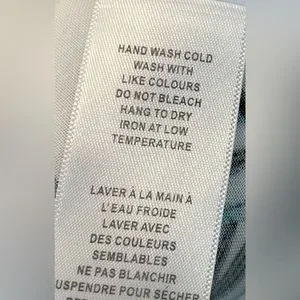 HAND WASH COLD
WASH WITH
LIKE COLOURS
DO NOT BLEACH
HANG TO DRY
IRON AT LOW
TEMPERATURE
LAVER À LA MAIN À
L'EAU FROIDE
LAVER AVEC
DES COULEURS
SEMBLABLES
NE PAS BLANCHIR
USPENDRE POUR SÉCHER